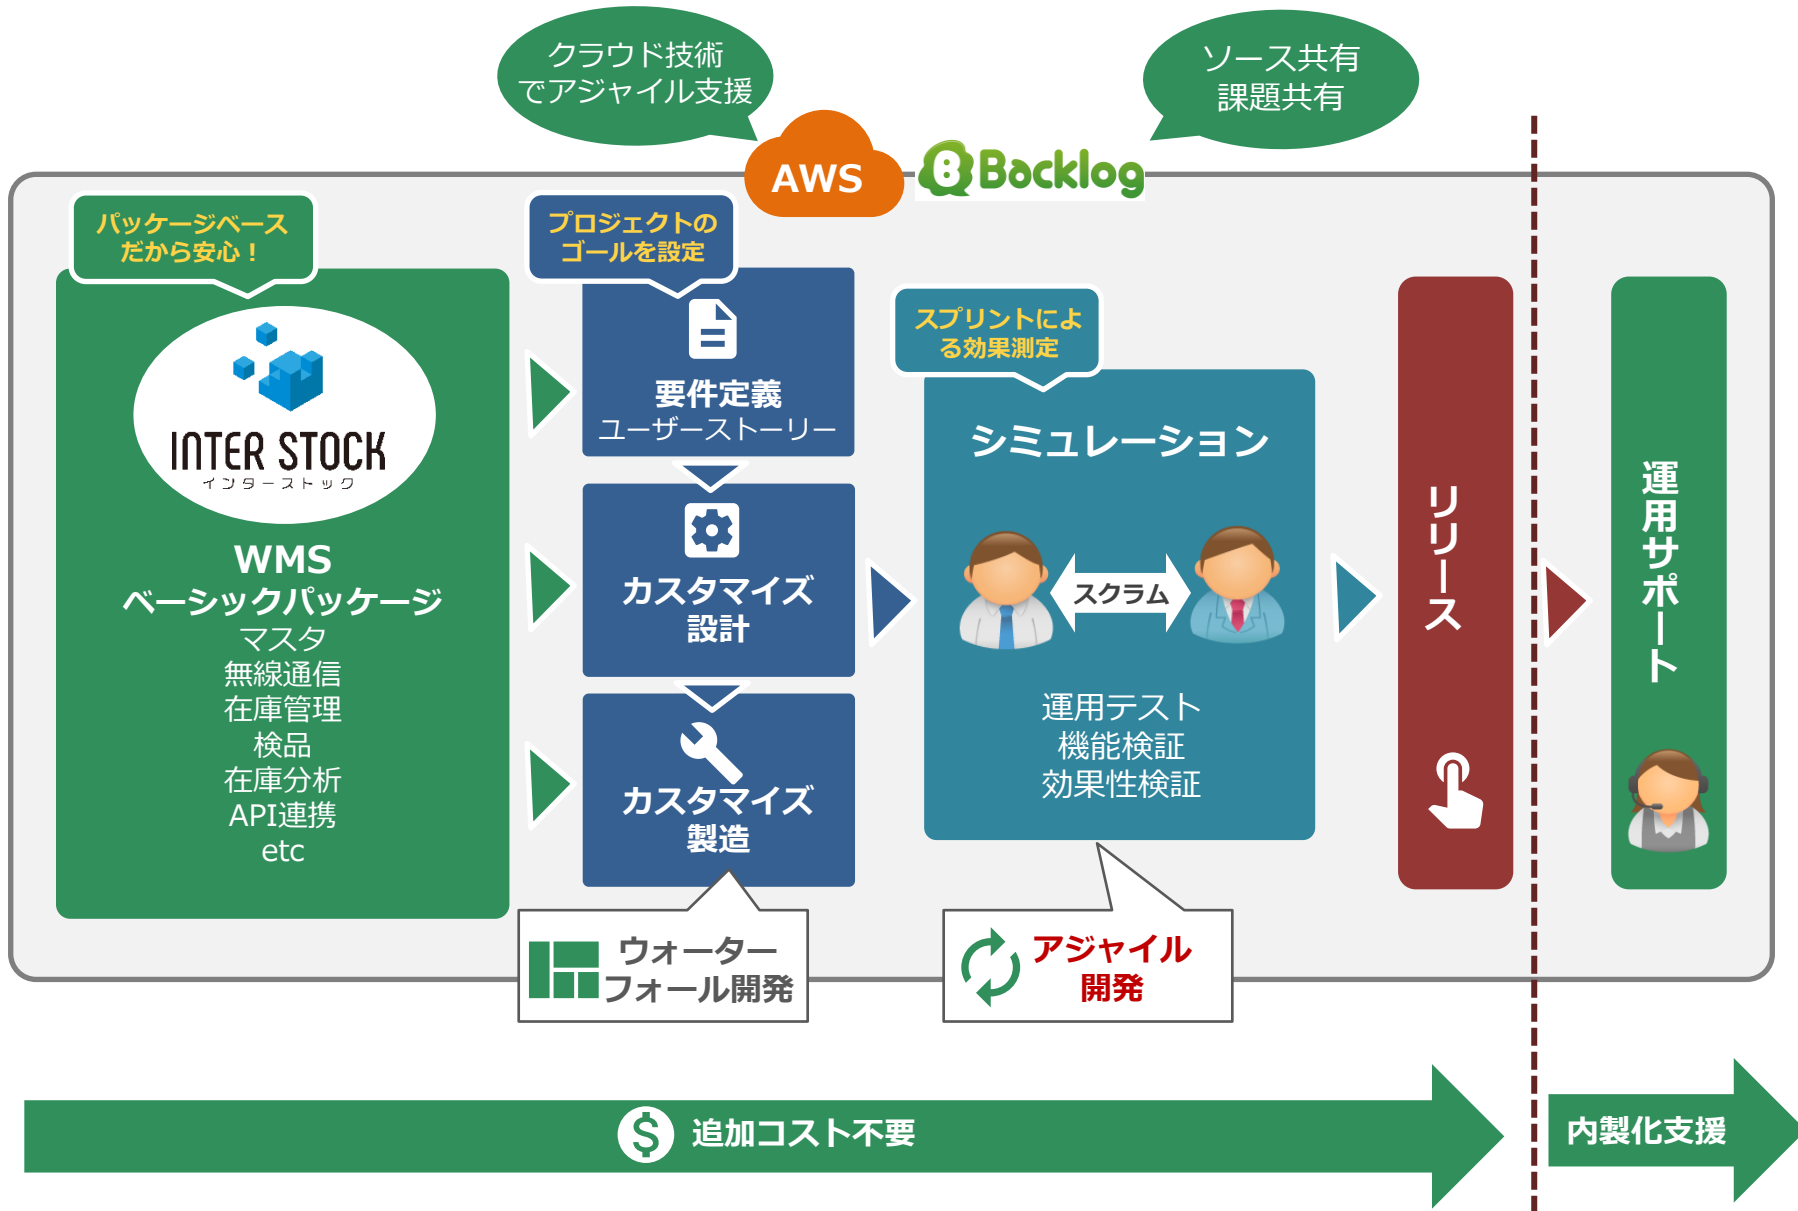 クラウド技術
でアジャイル支援
ソース共有
課題共有
AWS
Backlog
パッケージベース
だから安心！
INTER STOCK
インターストック
WMS
ベーシックパッケージ
マスタ
無線通信
在庫管理
検品
在庫分析
API連携
etc
プロジェクトの
ゴールを設定
要件定義
ユーザーストーリー
カスタマイズ
設計
カスタマイズ
製造
ウォーター
フォール開発
スプリントによ
る効果測定
シミュレーション
スクラム
運用テスト
機能検証
効果性検証
アジャイル
開発
リリース
運用サポート
追加コスト不要
内製化支援